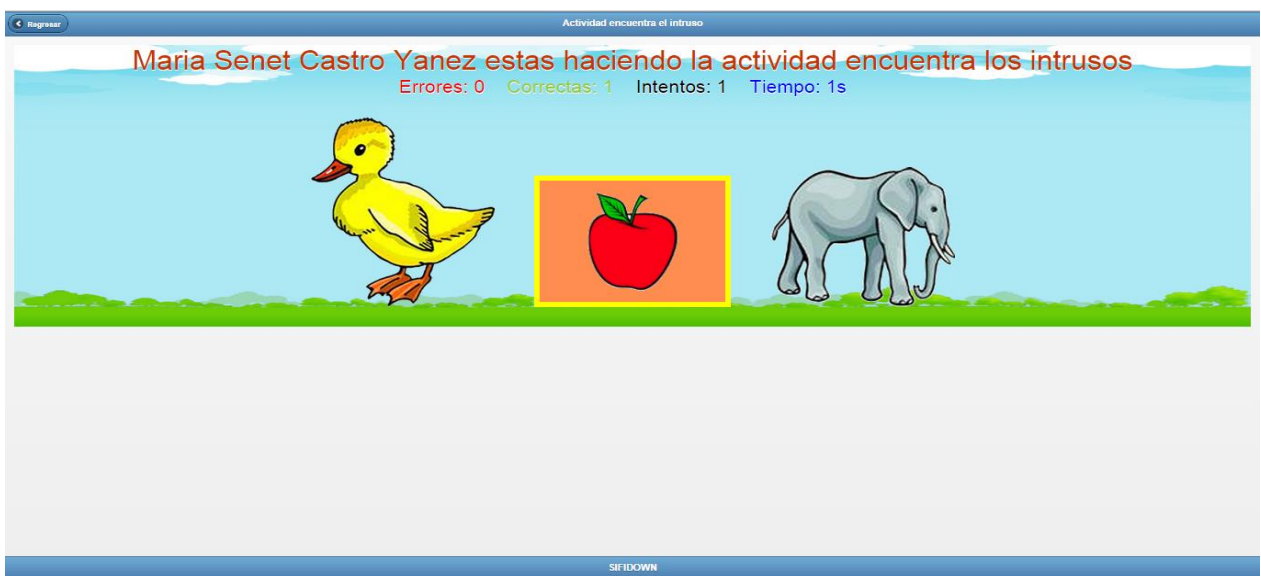 Regresar
Actividad encuentra el intruso
Maria Senet Castro Yanez estas haciendo la actividad encuentra los intrusos
Errores: 0 Correctas: 1 Intentos: 1 Tiempo: 1s
SIFIDOWN